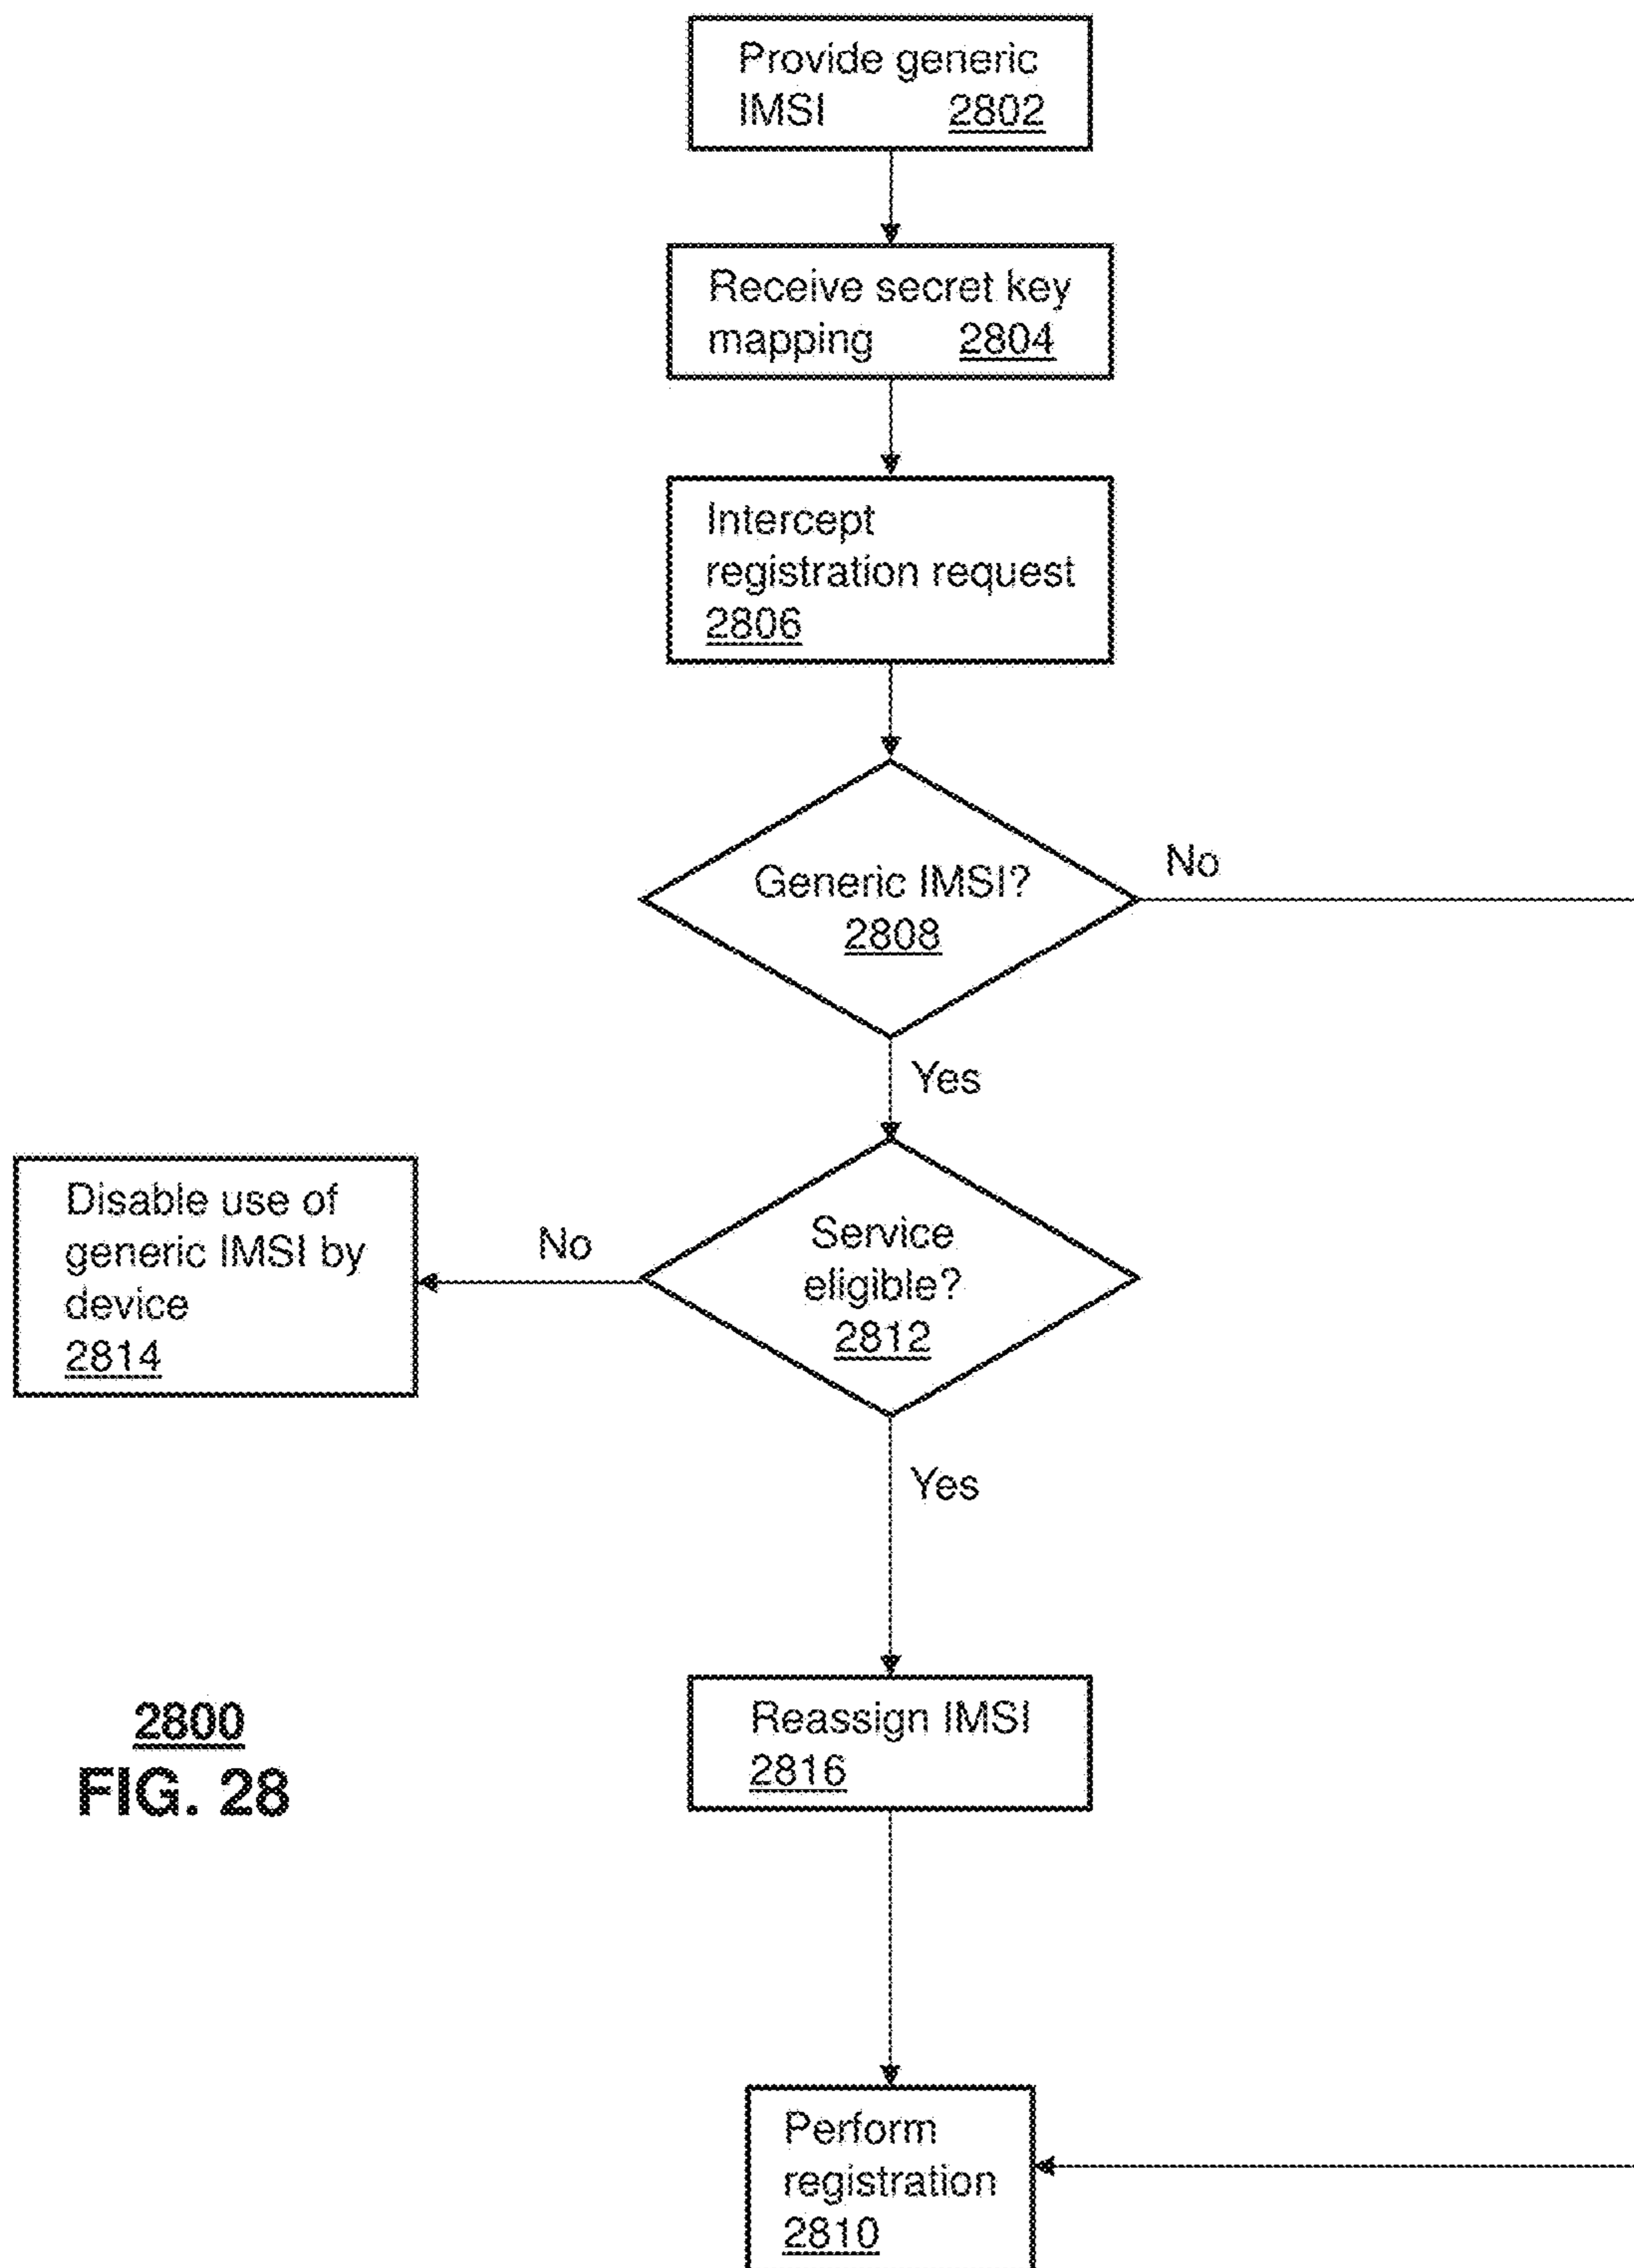 Provide generic
IMSI 2802
Receive secret key
mapping 2804
Intercept
registration request
2806
Generic IMSI?
2808
No
Yes
Service
eligible?
2812
No
Disable use of
generic IMSI by
device
2814
Yes
Reassign IMSI
2816
2800
FIG. 28
Perform
registration
2810